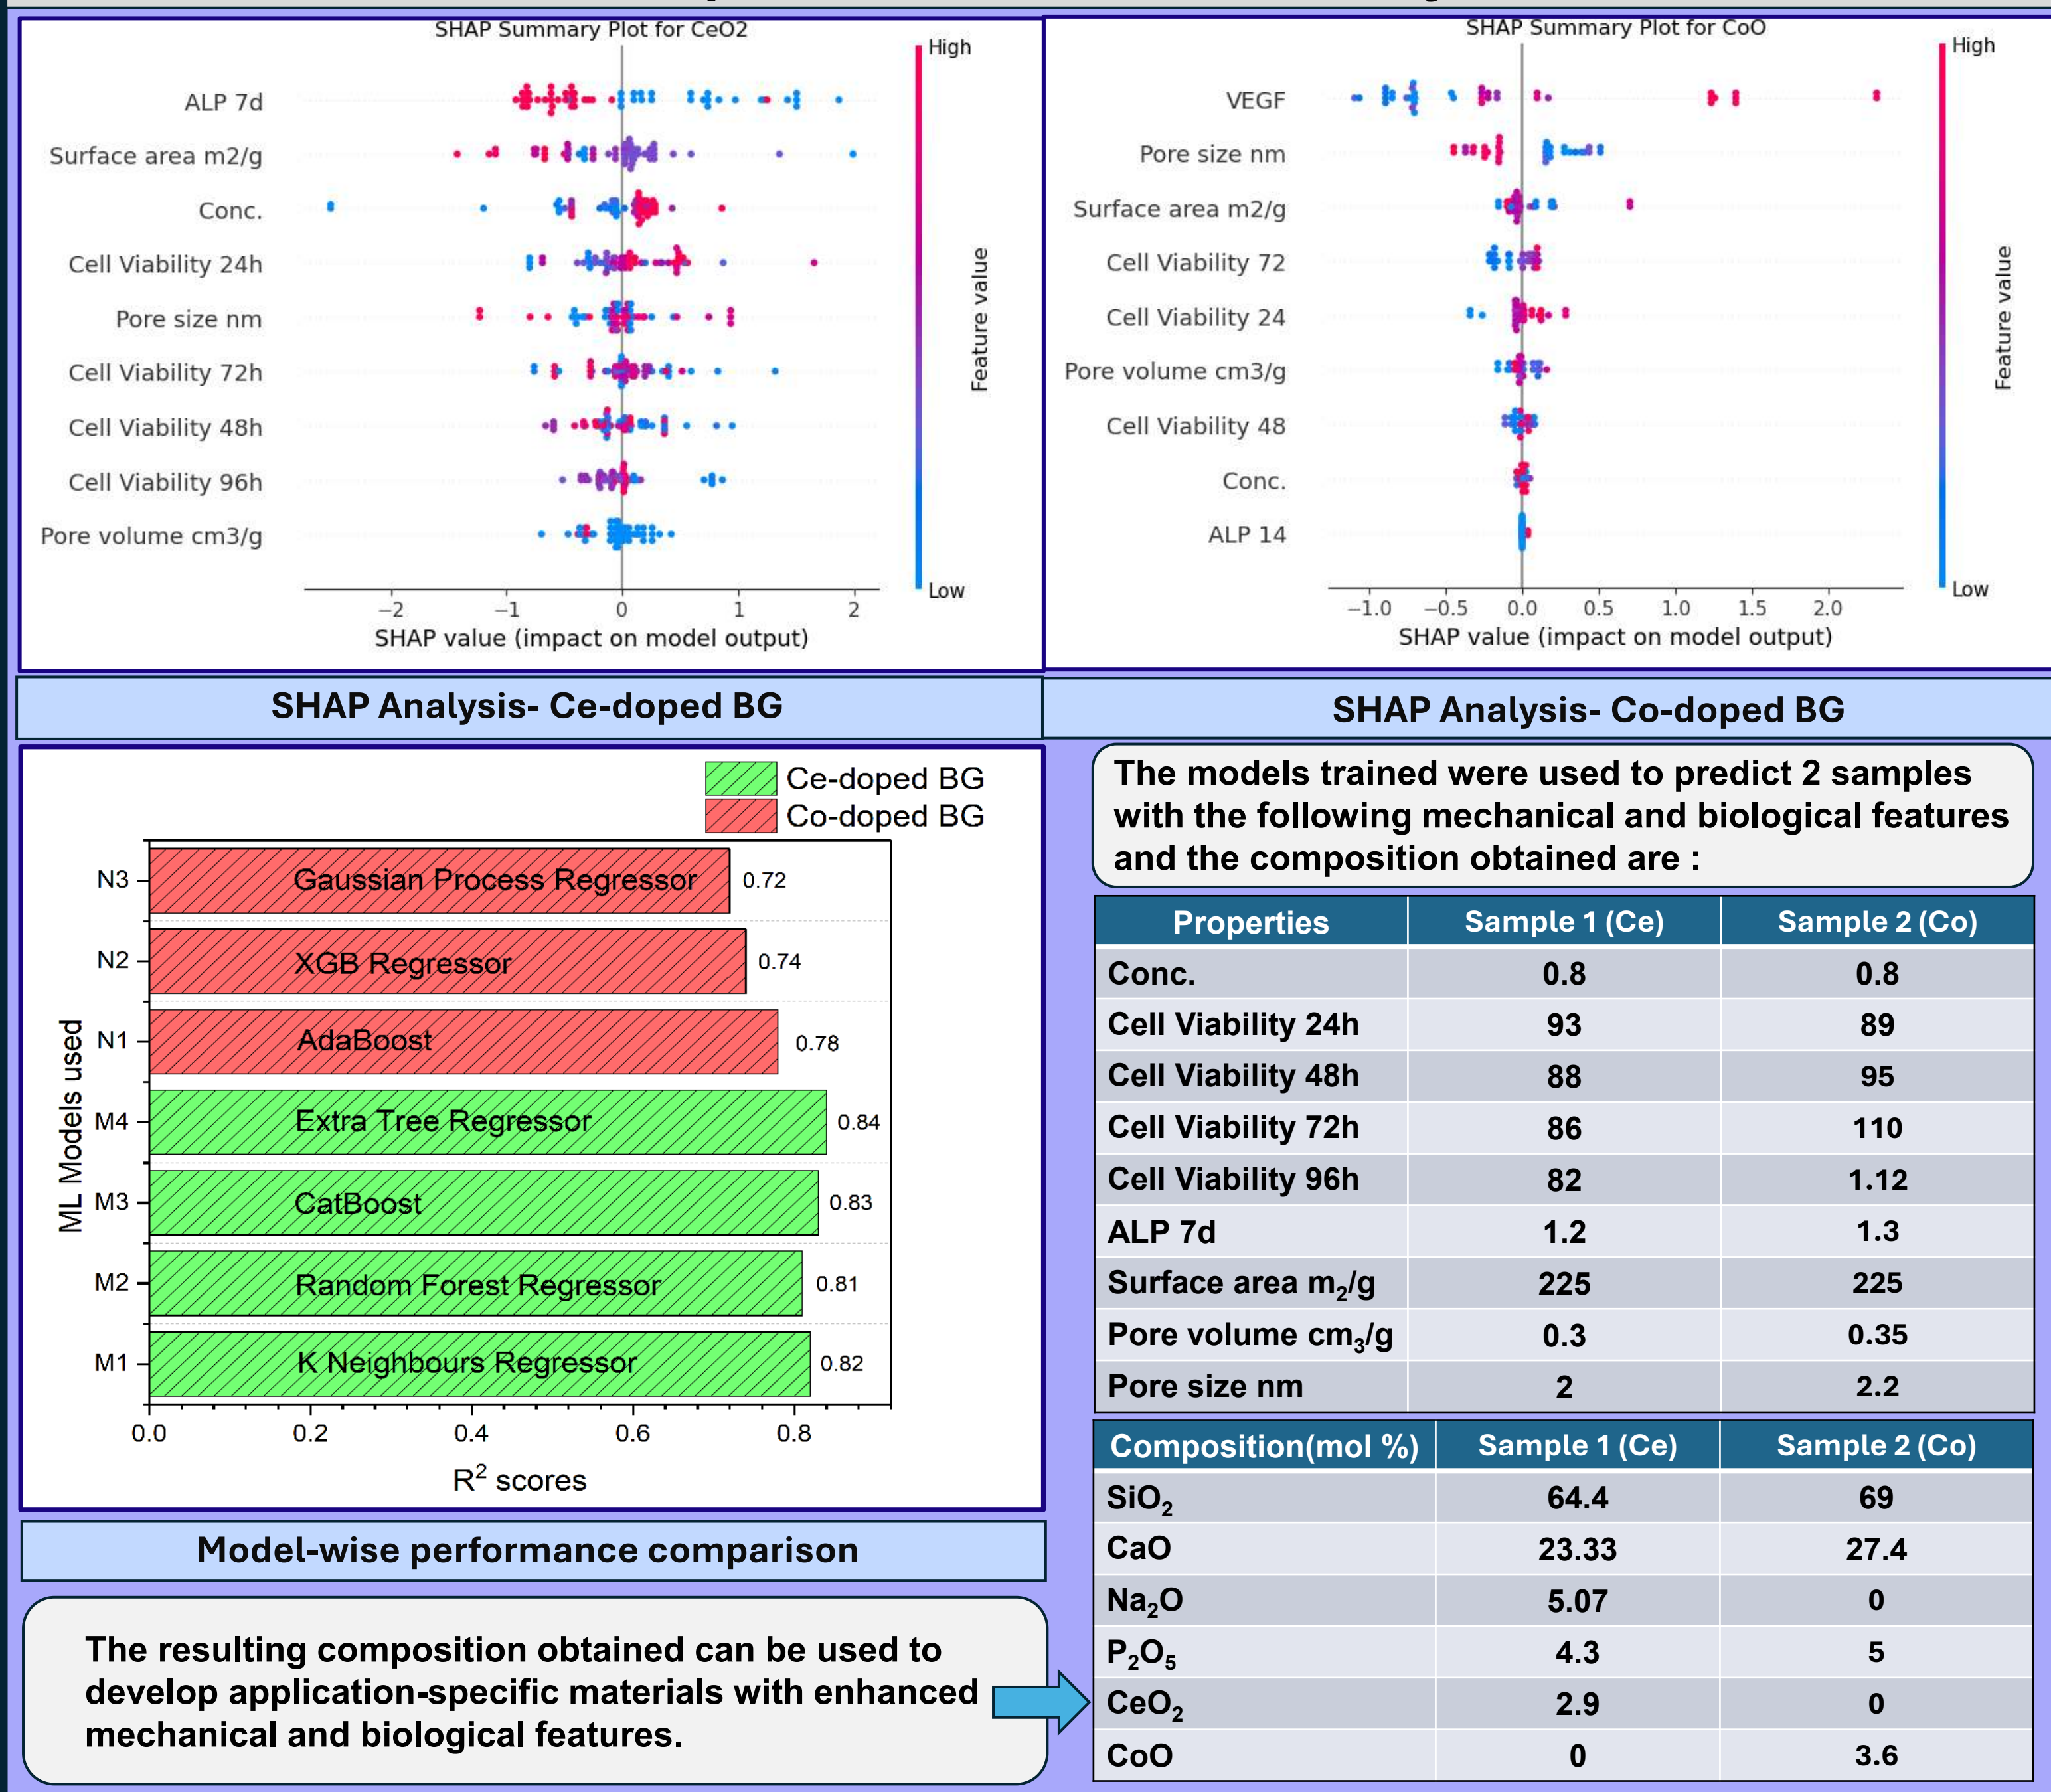 SHAP Summary Plot for CeO2
High
ALP 7d
Surface area m2/g
Conc.
Cell Viability 24h
Pore size nm
Cell Viability 72h
Cell Viability 48h
Cell Viability 96h
Pore volume cm3/g
Low
Feature value
−2 −1 0 1 2
SHAP value (impact on model output)
SHAP Summary Plot for CoO
High
VEGF
Pore size nm
Surface area m2/g
Cell Viability 72
Cell Viability 24
Pore volume cm3/g
Cell Viability 48
Conc.
ALP 14
Low
Feature value
−1.0 −0.5 0.0 0.5 1.0 1.5 2.0
SHAP value (impact on model output)
SHAP Analysis- Ce-doped BG
SHAP Analysis- Co-doped BG
Ce-doped BG
Co-doped BG
N3 Gaussian Process Regressor 0.72
N2 XGB Regressor 0.74
N1 AdaBoost 0.78
M4 Extra Tree Regressor 0.84
M3 CatBoost 0.83
M2 Random Forest Regressor 0.81
M1 K Neighbours Regressor 0.82
ML Models used
0.0 0.2 0.4 0.6 0.8
R² scores
Model-wise performance comparison
The resulting composition obtained can be used to
develop application-specific materials with enhanced
mechanical and biological features.
The models trained were used to predict 2 samples
with the following mechanical and biological features
and the composition obtained are :
Properties Sample 1 (Ce) Sample 2 (Co)
Conc. 0.8 0.8
Cell Viability 24h 93 89
Cell Viability 48h 88 95
Cell Viability 72h 86 110
Cell Viability 96h 82 1.12
ALP 7d 1.2 1.3
Surface area m₂/g 225 225
Pore volume cm₃/g 0.3 0.35
Pore size nm 2 2.2
Composition(mol %) Sample 1 (Ce) Sample 2 (Co)
SiO₂ 64.4 69
CaO 23.33 27.4
Na₂O 5.07 0
P₂O₅ 4.3 5
CeO₂ 2.9 0
CoO 0 3.6